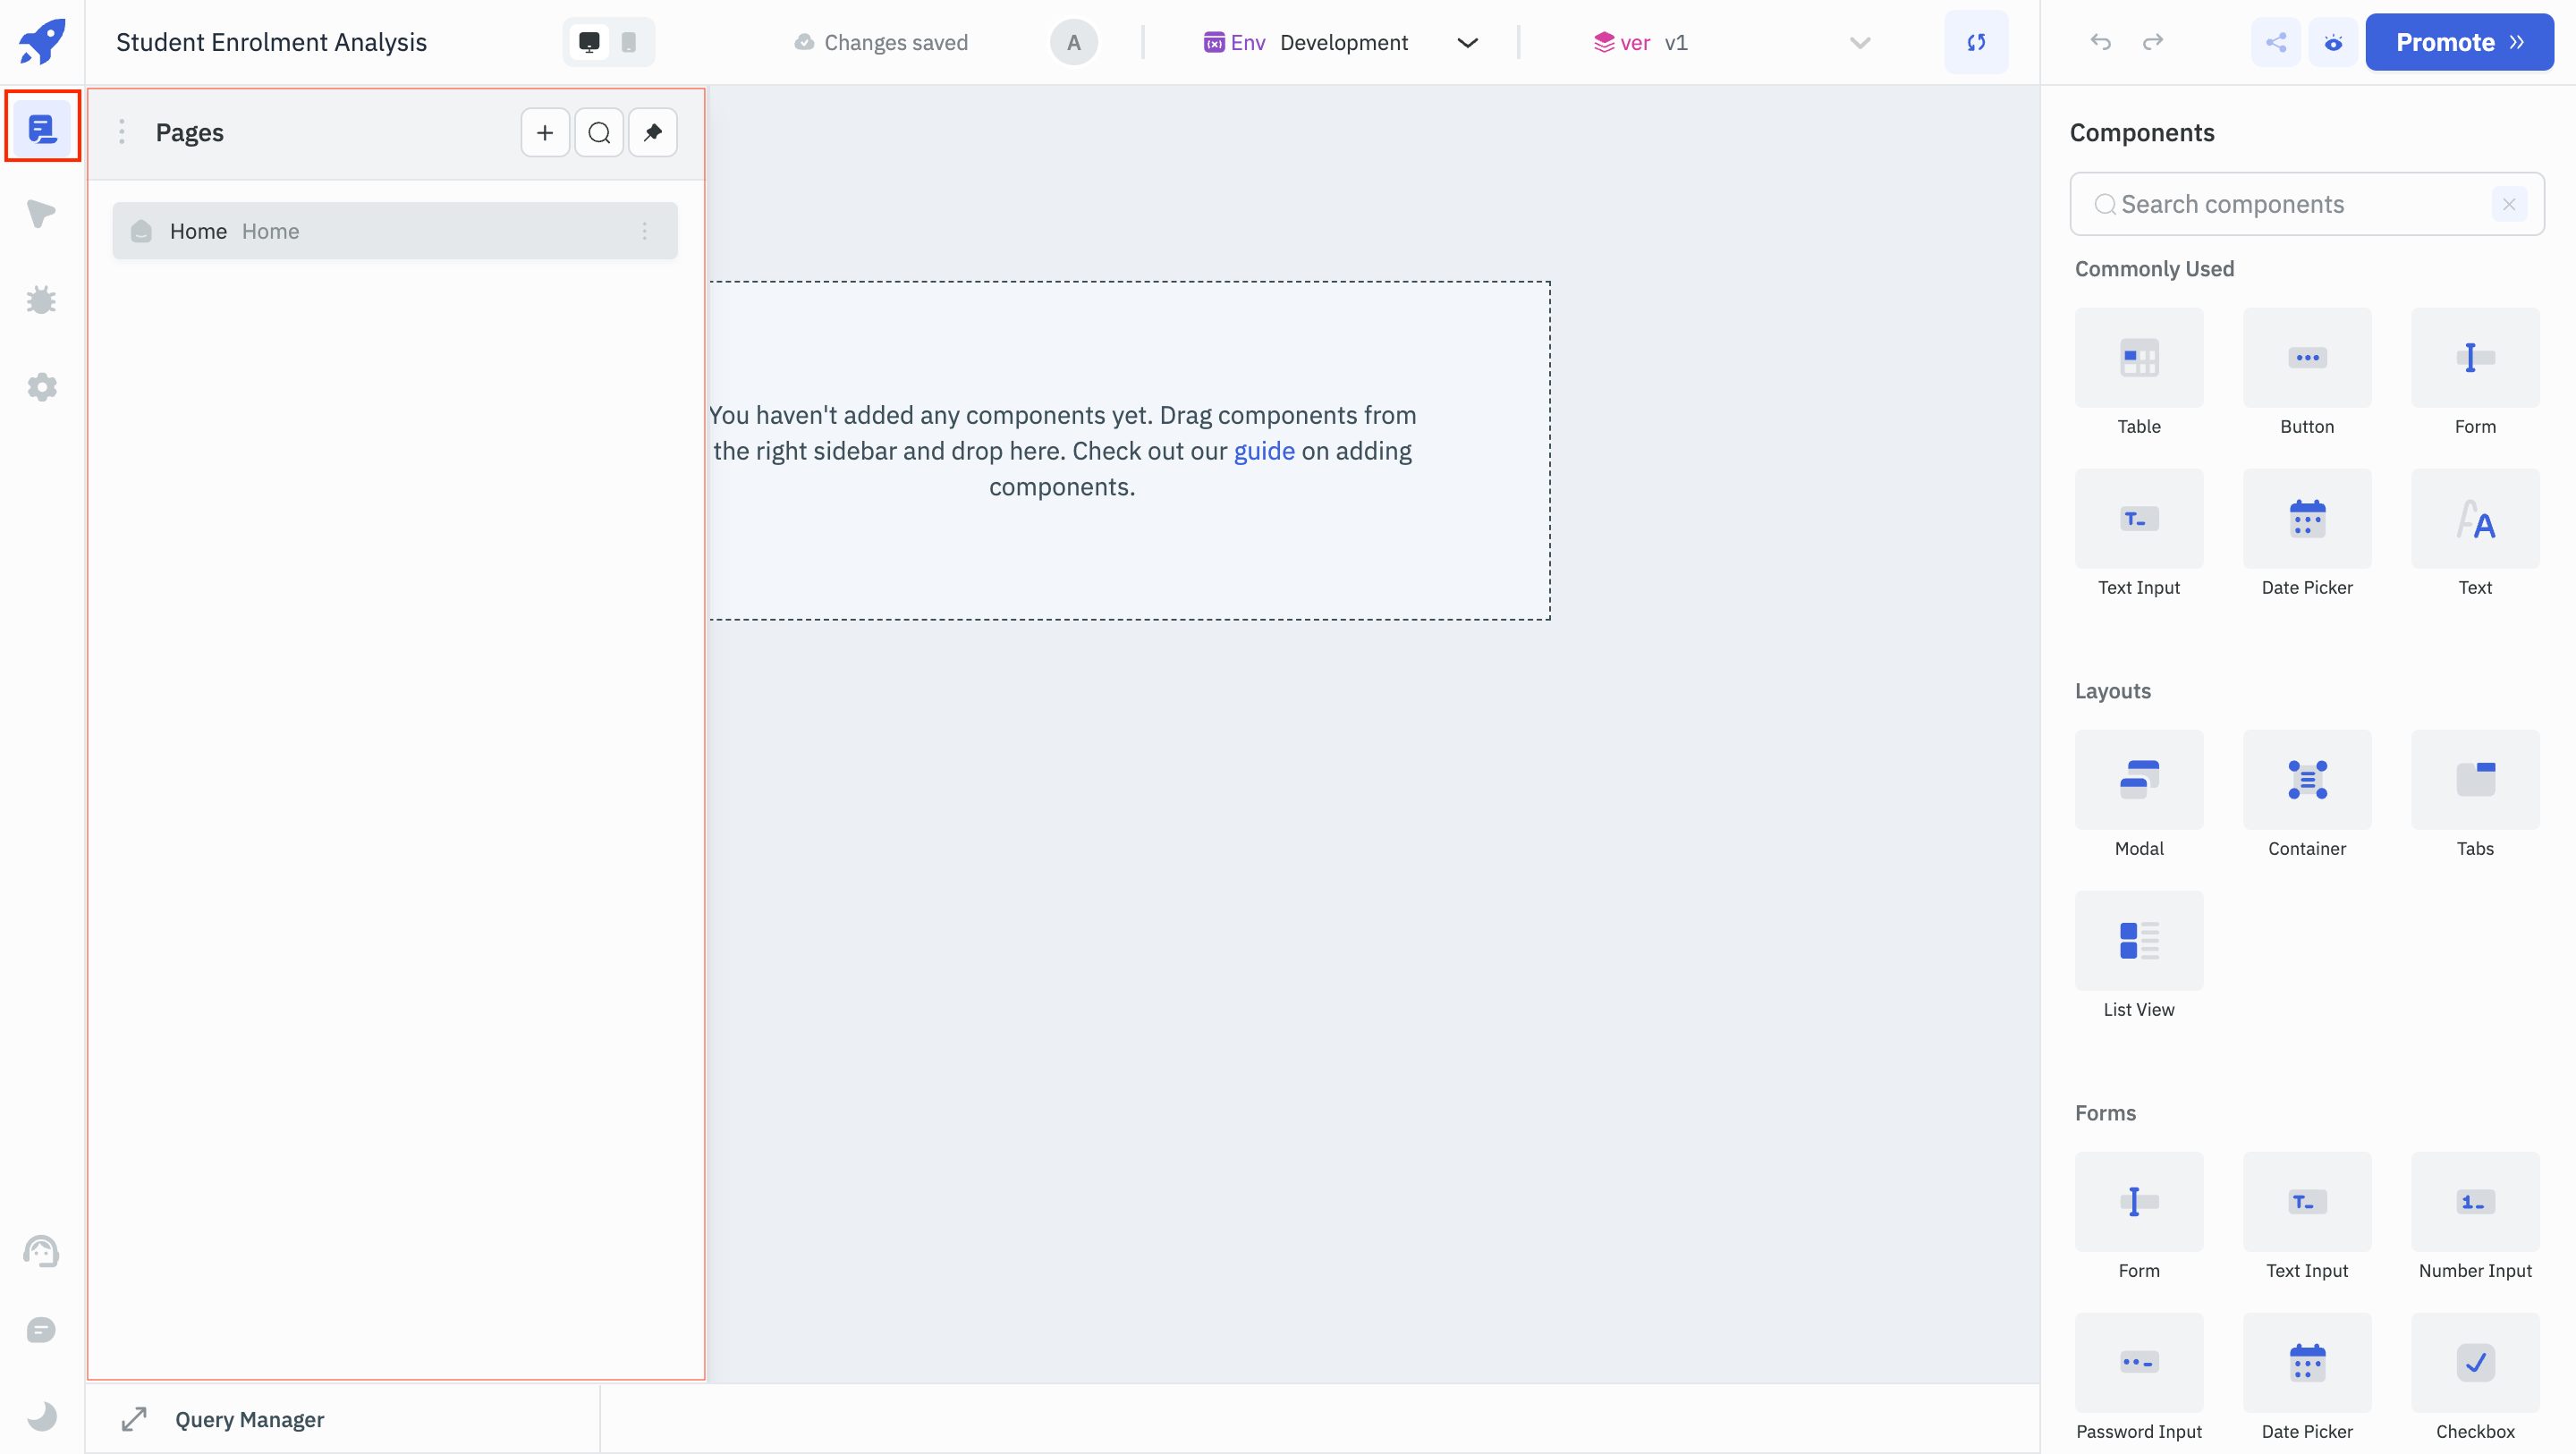 Student Enrolment Analysis
Changes saved
A
Env Development
ver v1
Promote
Pages
Home Home
You haven't added any components yet. Drag components from
the right sidebar and drop here. Check out our guide on adding
components.
Query Manager
Components
Search components
Commonly Used
Table Button Form
Text Input Date Picker Text
Layouts
Modal Container Tabs
List View
Forms
Form Text Input Number Input
Password Input Date Picker Checkbox